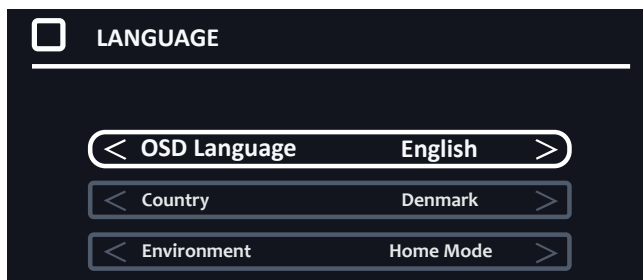 LANGUAGE
< OSD Language English >
< Country Denmark >
< Environment Home Mode >